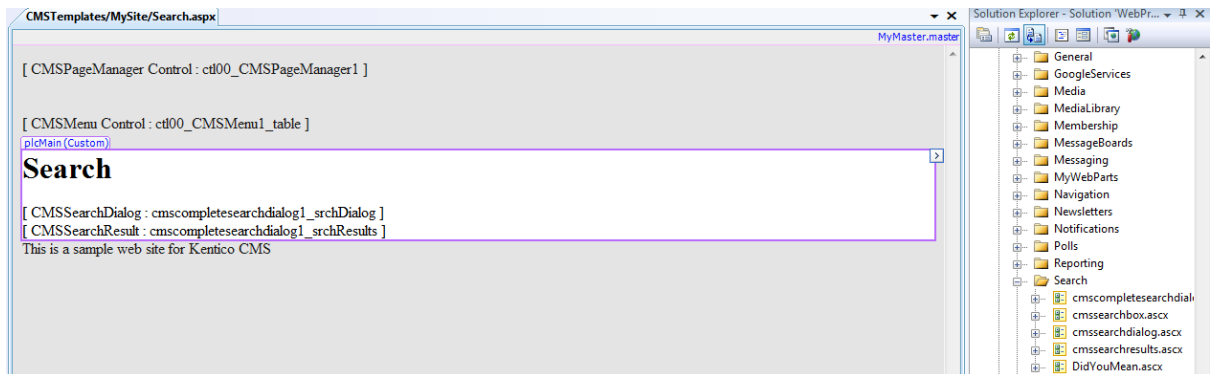 CMSTemplates/MySite/Search.aspx
MyMaster.master
[ CMSPageManager Control : ctl00_CMSPageManager1 ]
[ CMSMenu Control : ctl00_CMSMenu1_table ]
plcMain (Custom)
Search
[ CMSSearchDialog : cmscompletesearchdialog1_srchDialog ]
[ CMSSearchResult : cmscompletesearchdialog1_srchResults ]
This is a sample web site for Kentico CMS
Solution Explorer - Solution 'WebPr...
General
GoogleServices
Media
MediaLibrary
Membership
MessageBoards
Messaging
MyWebParts
Navigation
Newsletters
Notifications
Polls
Reporting
Search
cmscompletesearchdial
cmssearchbox.ascx
cmssearchdialog.ascx
cmssearchresults.ascx
DidYouMean.ascx